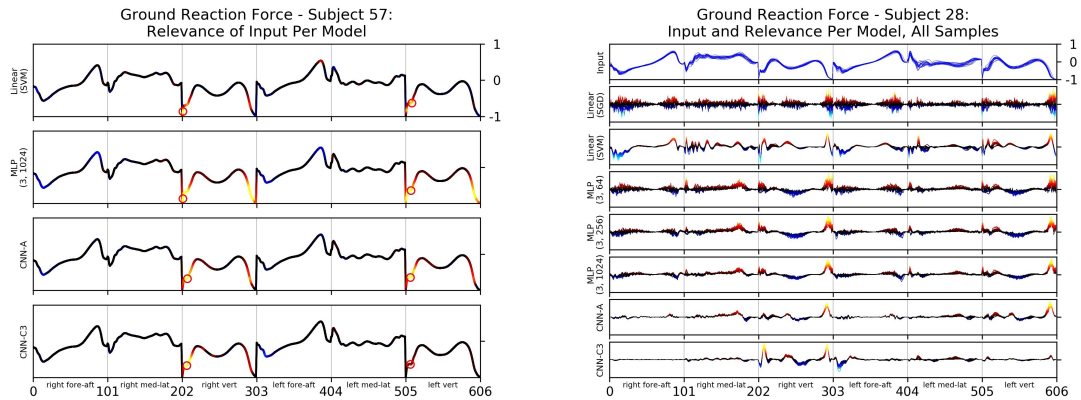 Ground Reaction Force - Subject 57:
Relevance of Input Per Model
Linear
(SVM)
1
0
-1
MLP
(3, 1024)
CNN-A
CNN-C3
right fore-aft
right med-lat
right vert
left fore-aft
left med-lat
left vert
0
101
202
303
404
505
606
Ground Reaction Force - Subject 28:
Input and Relevance Per Model, All Samples
Input
1
0
-1
Linear
(SGD)
Linear
(SVM)
MLP
(3, 64)
MLP
(3, 256)
MLP
(3, 1024)
CNN-A
CNN-C3
right fore-aft
right med-lat
right vert
left fore-aft
left med-lat
left vert
0
101
202
303
404
505
606